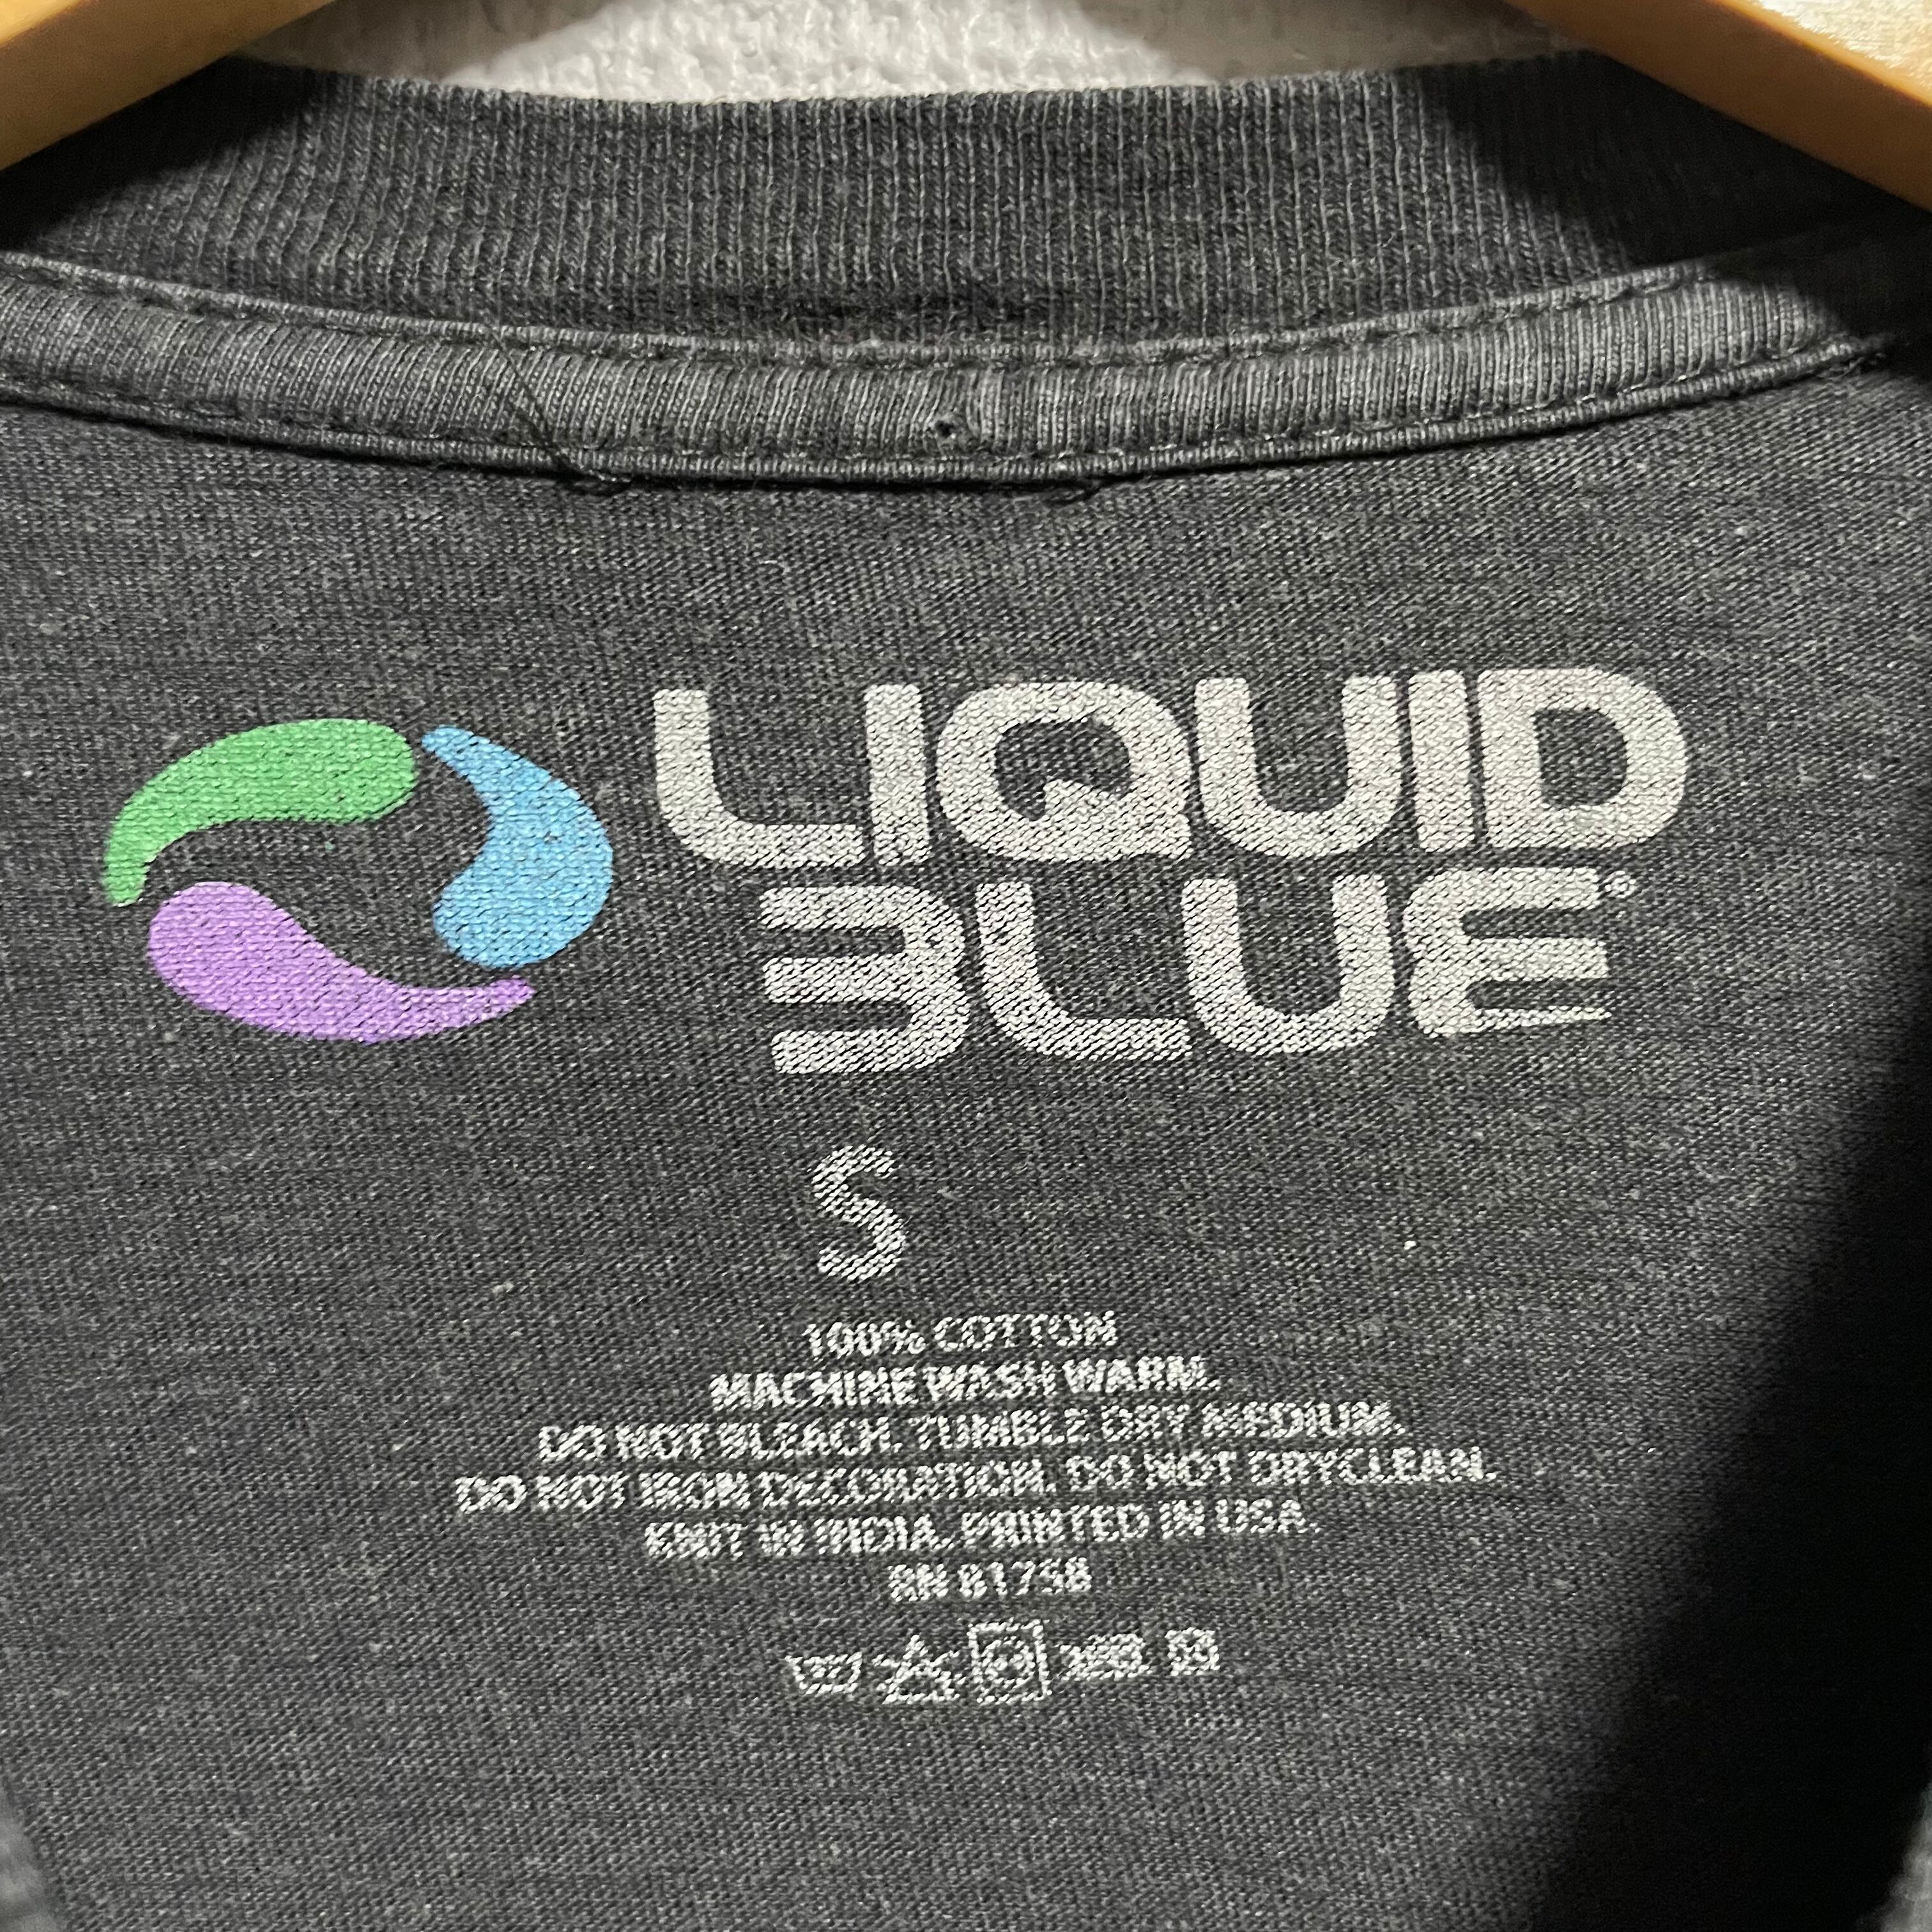 LIQUID
BLUE®
S
100% COTTON
MACHINE WASH WARM.
DO NOT BLEACH. TUMBLE DRY MEDIUM.
DO NOT IRON DECORATION. DO NOT DRYCLEAN.
KNIT IN INDIA. PRINTED IN USA.
RN 81758